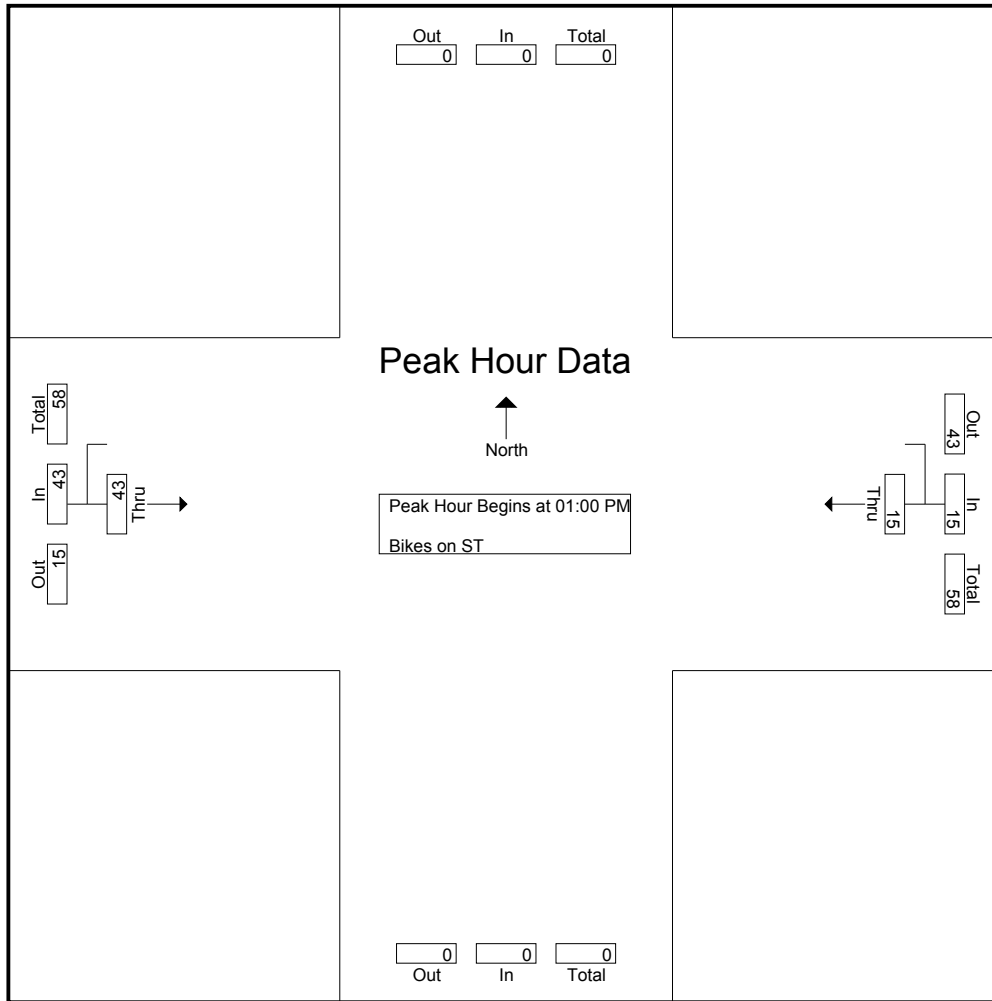 Out In Total
0 0 0
Peak Hour Data
North
Peak Hour Begins at 01:00 PM
Bikes on ST
Total 58
In 43
Out 15
43
Thru
Out 43
In 15
Total 58
15
Thru
0 0 0
Out In Total